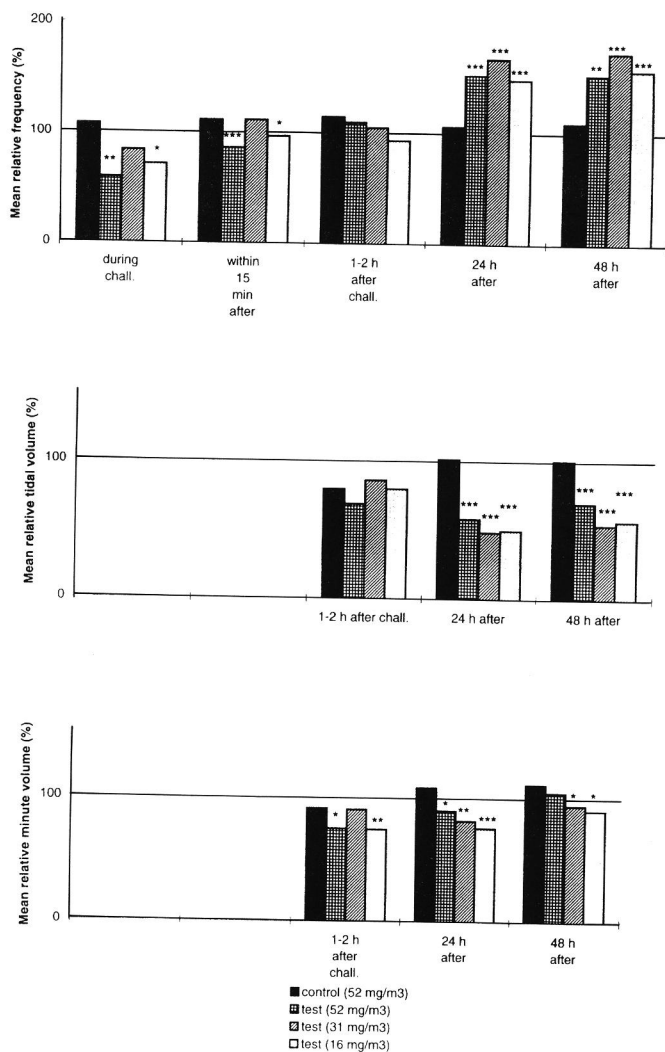 Mean relative frequency (%)
200
100
0
**
*
***
*
***
***
***
**
***
***
during
chall.
within
15
min
after
1-2 h
after
chall.
24 h
after
48 h
after
Mean relative tidal volume (%)
100
0
***
***
***
***
***
***
1-2 h after chall.
24 h after
48 h after
Mean relative minute volume (%)
100
0
*
**
*
**
***
*
*
1-2 h
after
chall.
24 h
after
48 h
after
control (52 mg/m3)
test (52 mg/m3)
test (31 mg/m3)
test (16 mg/m3)